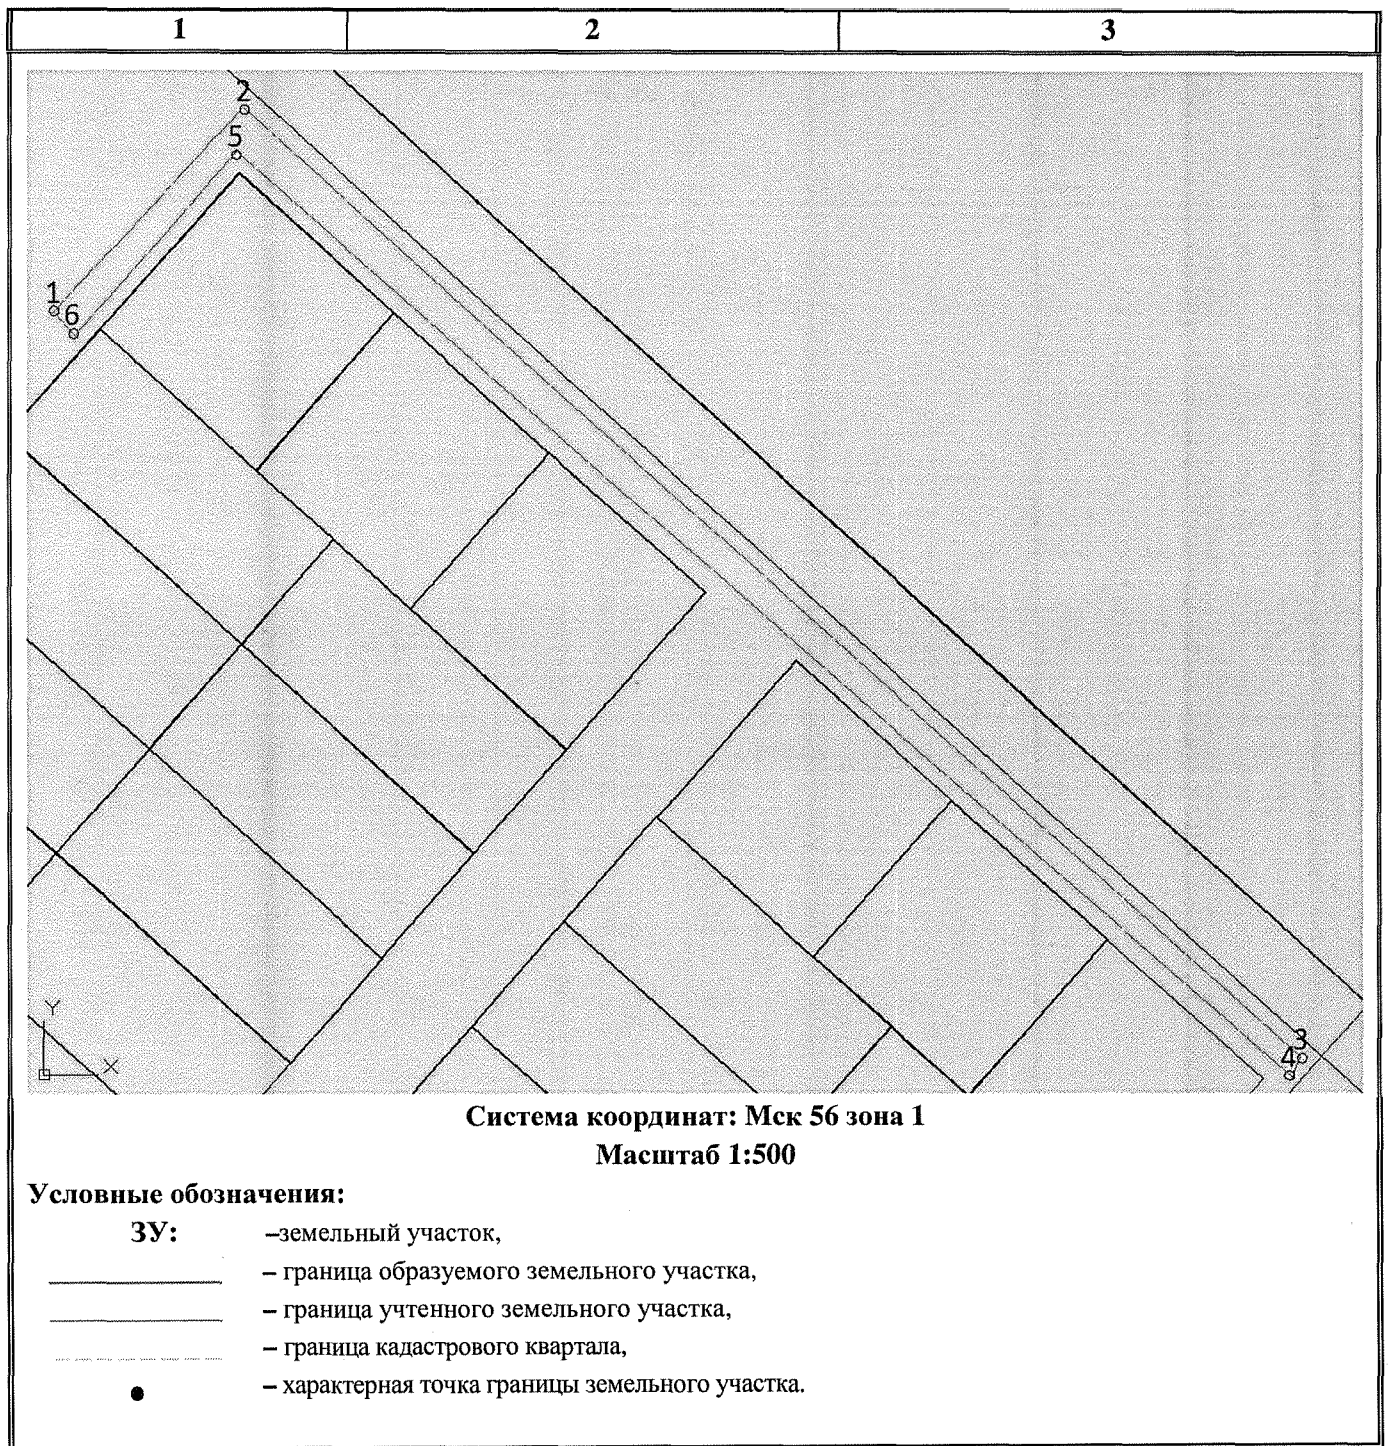 1 2 3
2
5
1
6
Y
X
3
4
Система координат: Мск 56 зона 1
Масштаб 1:500
Условные обозначения:
ЗУ: –земельный участок,
– граница образуемого земельного участка,
– граница учтенного земельного участка,
– граница кадастрового квартала,
– характерная точка границы земельного участка.